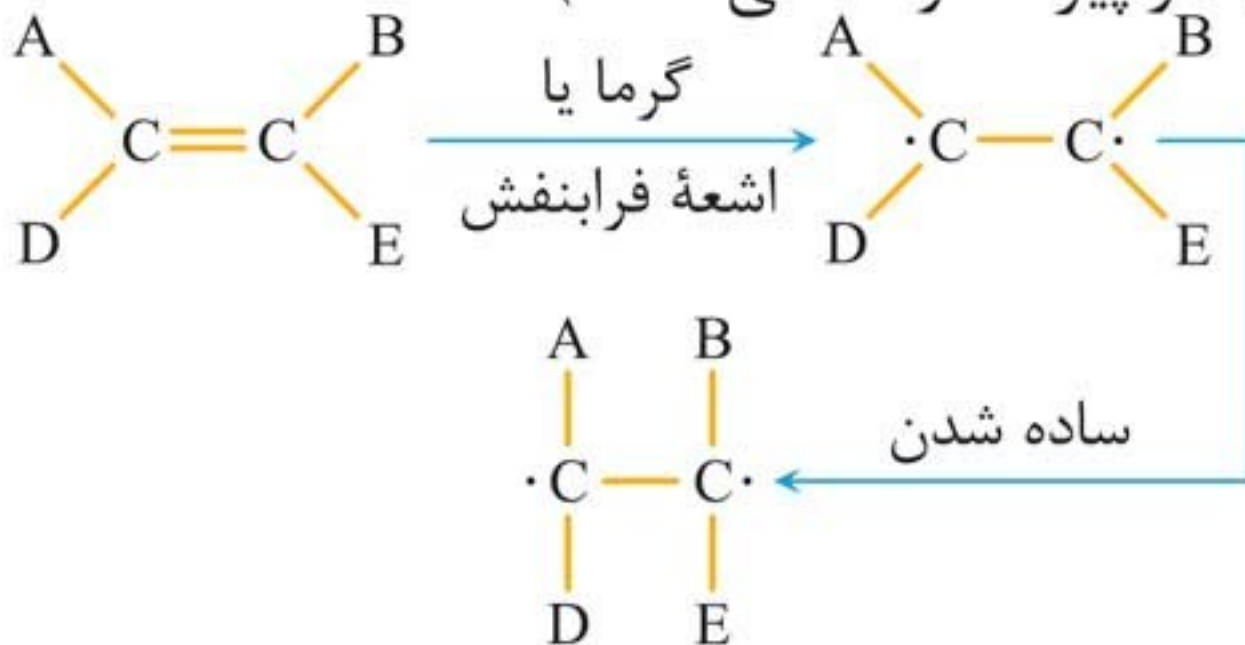 A B A B
گرما یا
C C ·C C·
اشعهٔ فرابنفش
D E D E
A B
ساده شدن
·C C·
D E